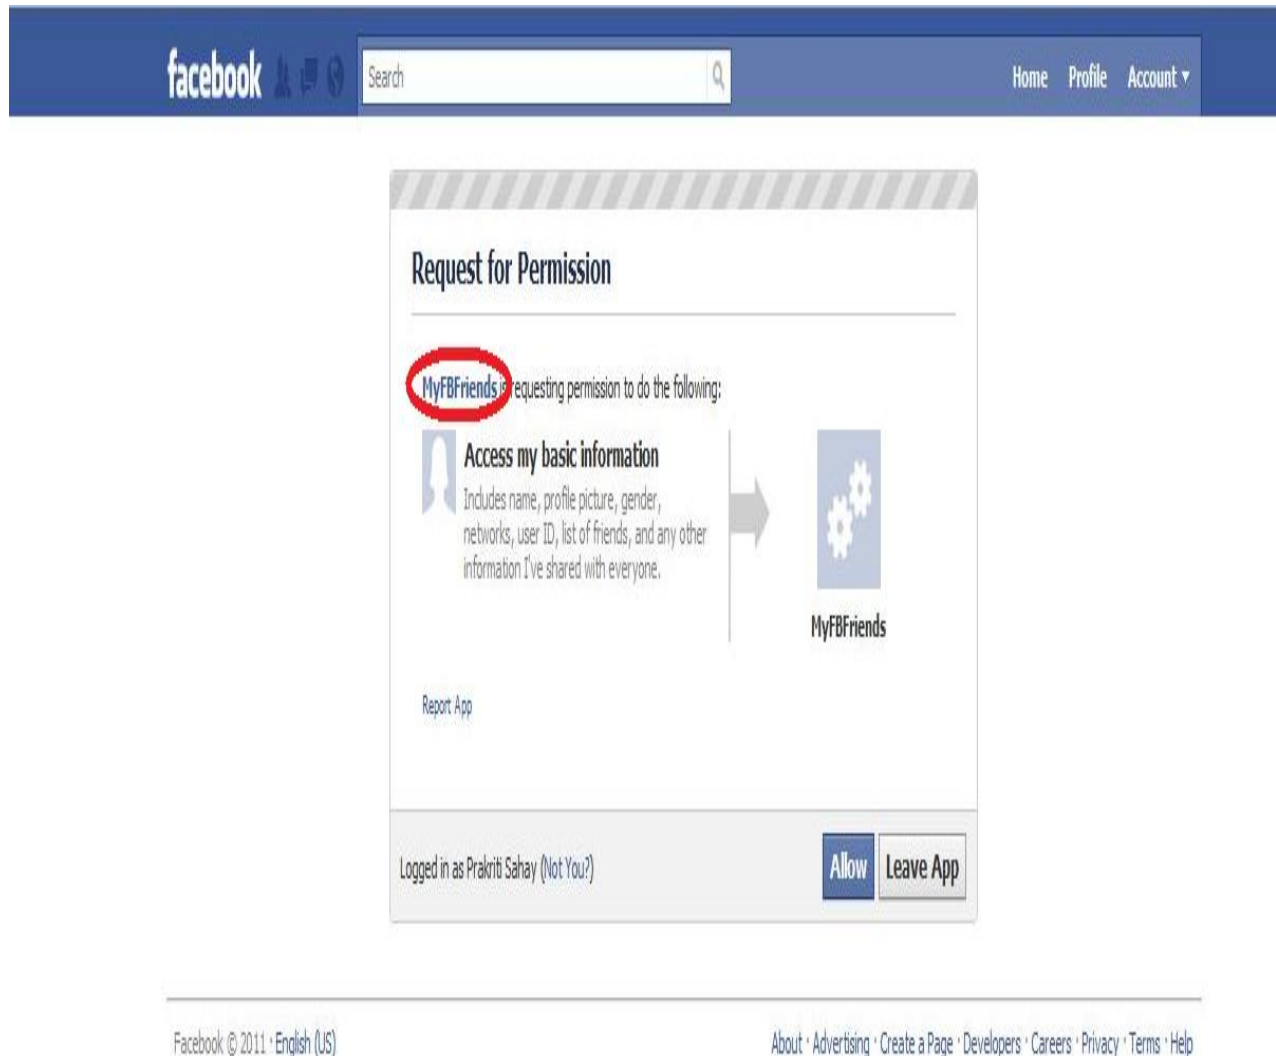 facebook Search Home Profile Account
Request for Permission
MyFBFriends is requesting permission to do the following:
Access my basic information
Includes name, profile picture, gender,
networks, user ID, list of friends, and any other
information I've shared with everyone.
MyFBFriends
Report App
Logged in as Prakriti Sahay (Not You?) Allow Leave App
Facebook © 2011 · English (US) About · Advertising · Create a Page · Developers · Careers · Privacy · Terms · Help